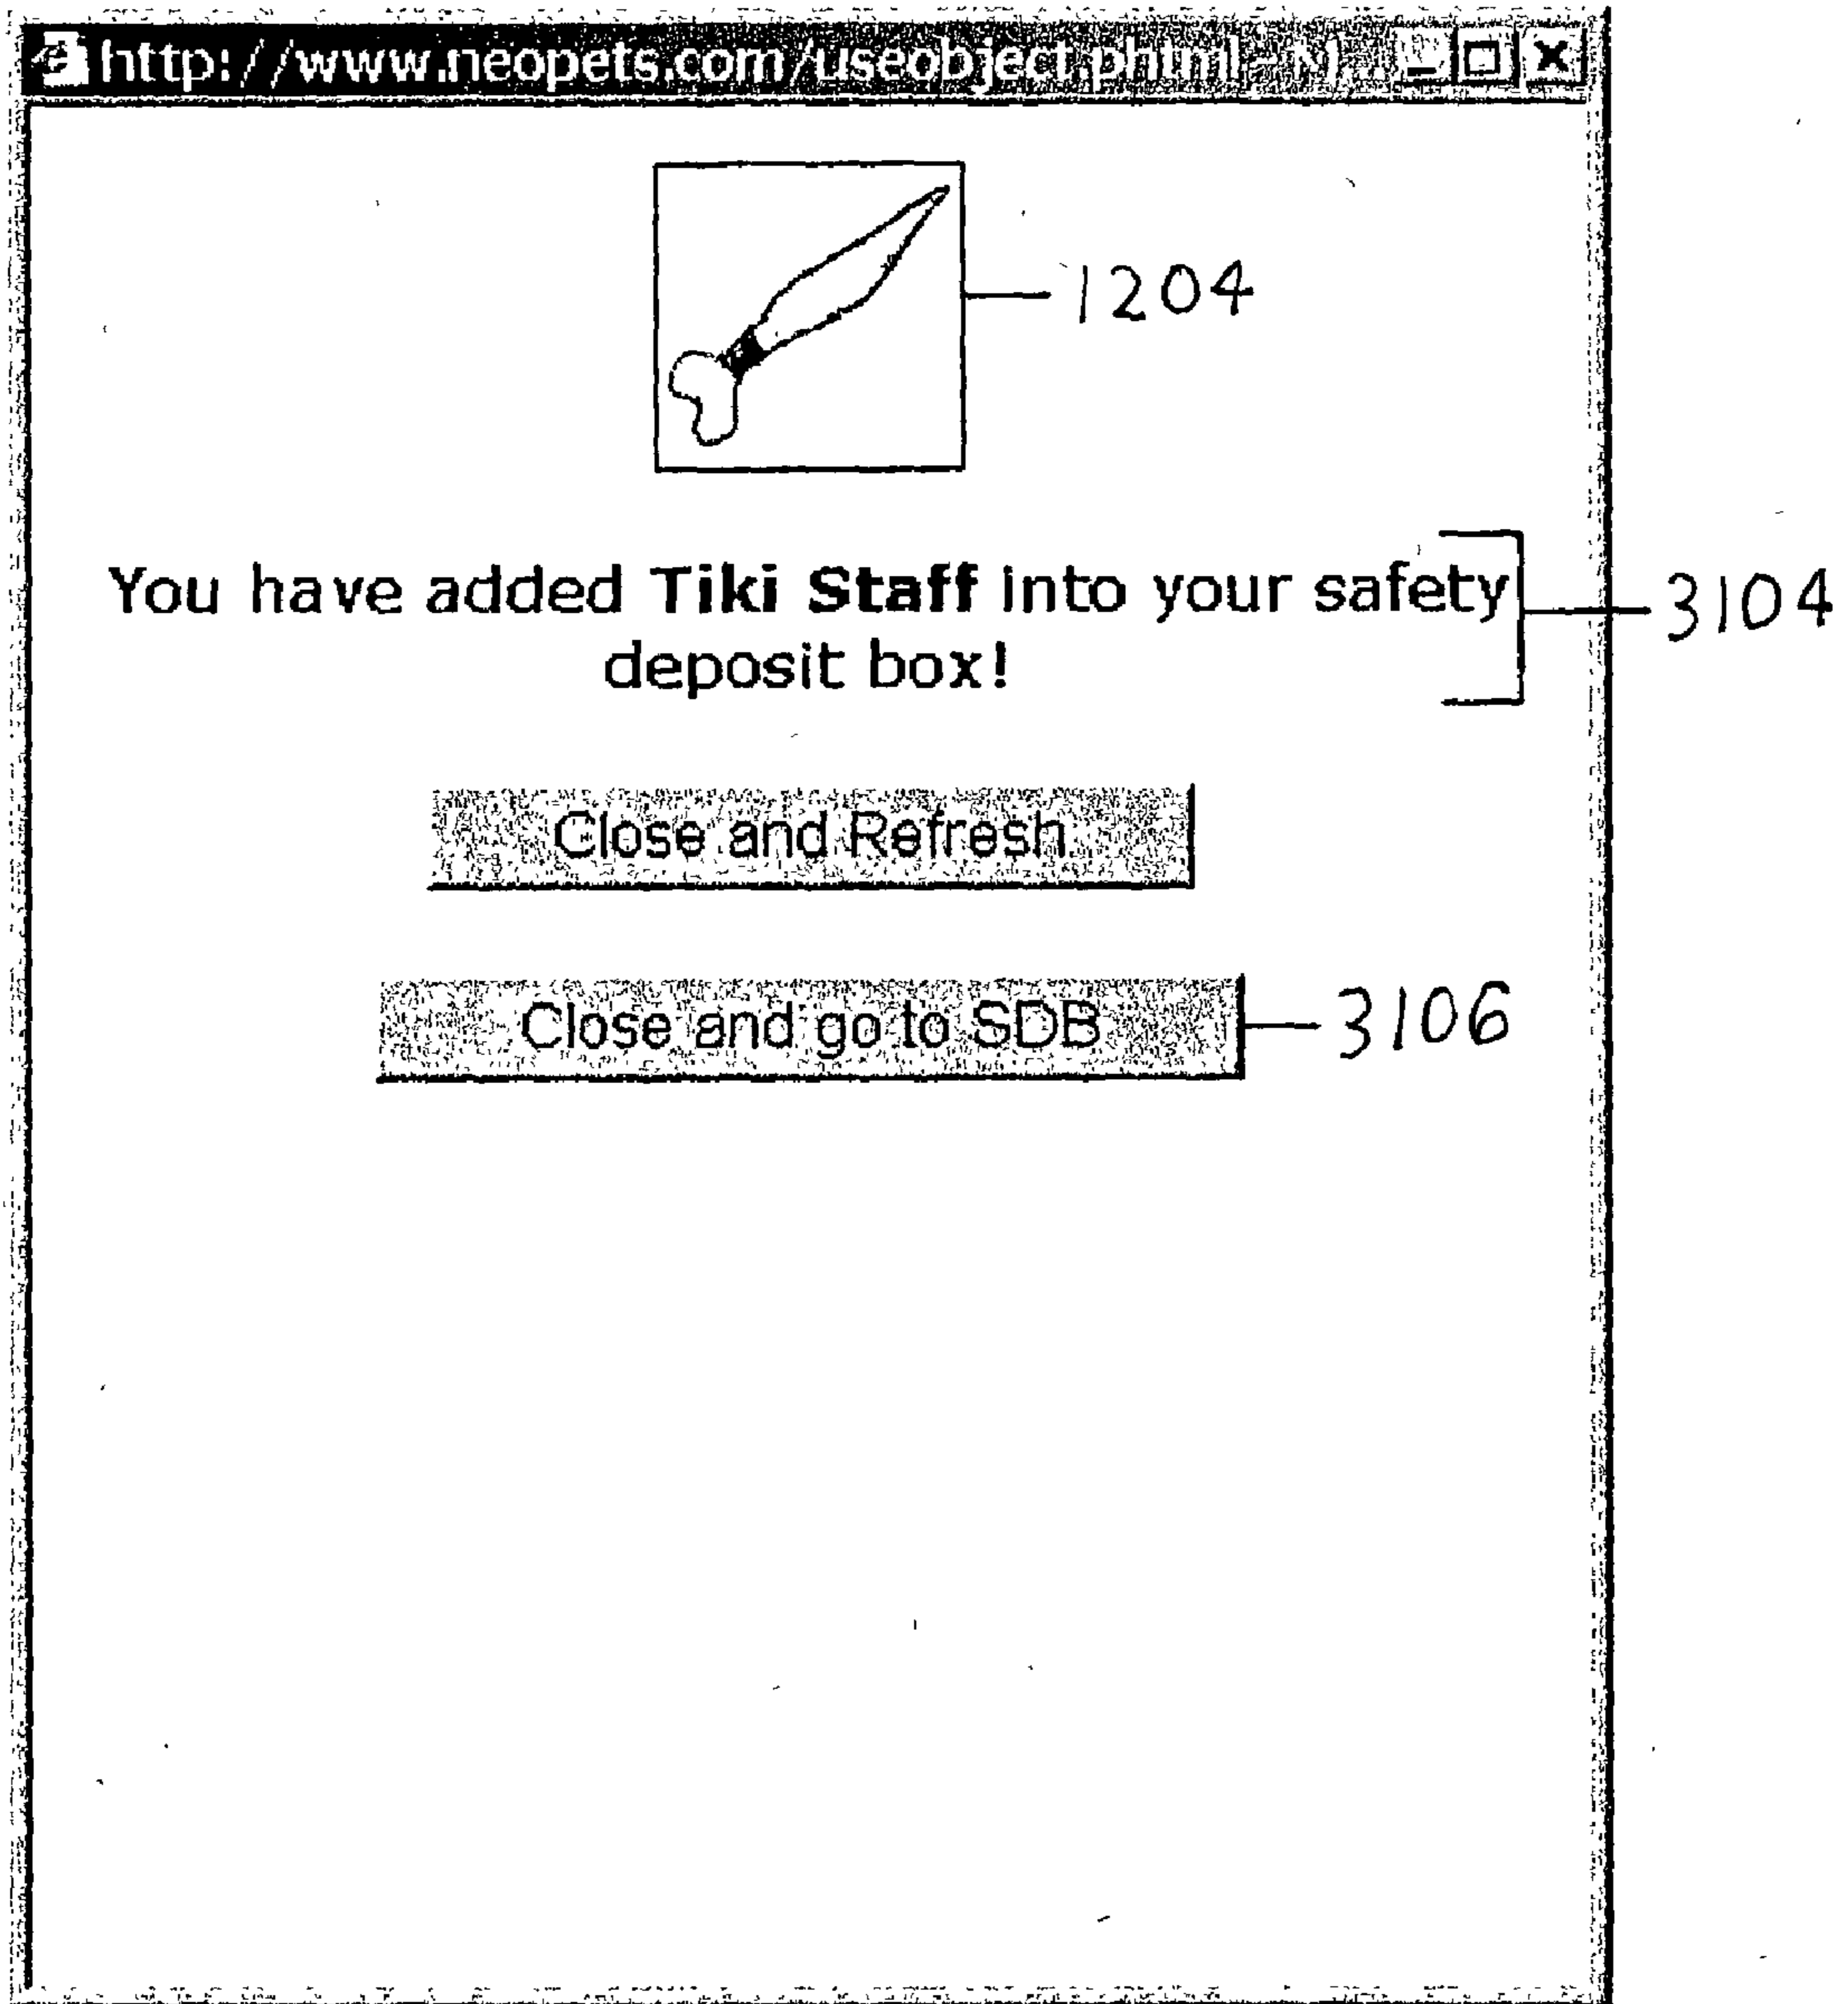 http://www.neopets.com/useobject.phtml - N...
1204
You have added Tiki Staff into your safety
deposit box!
3104
Close and Refresh
Close and go to SDB
3106